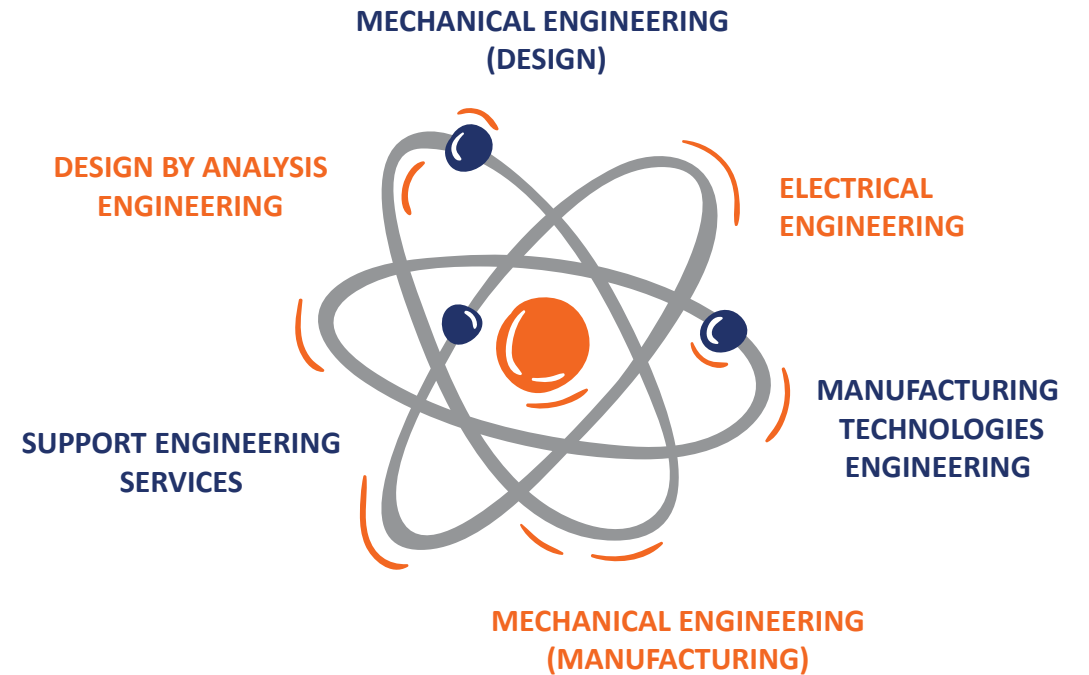 MECHANICAL ENGINEERING
(DESIGN)
DESIGN BY ANALYSIS
ENGINEERING
ELECTRICAL
ENGINEERING
MANUFACTURING
TECHNOLOGIES
ENGINEERING
SUPPORT ENGINEERING
SERVICES
MECHANICAL ENGINEERING
(MANUFACTURING)